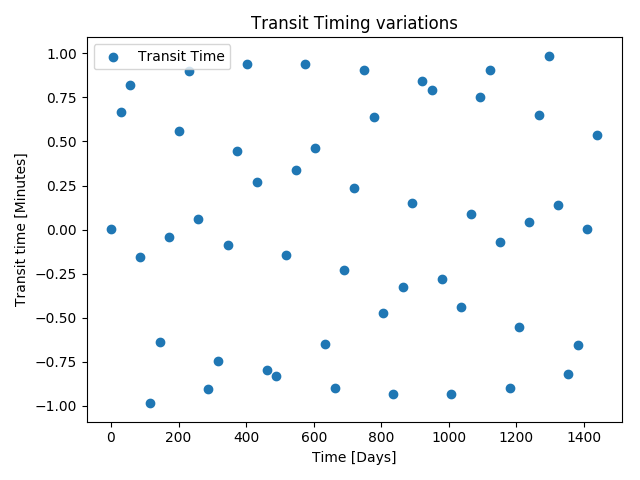 Transit Timing variations
Transit Time
1.00
0.75
0.50
0.25
0.00
−0.25
−0.50
−0.75
−1.00
Transit time [Minutes]
0 200 400 600 800 1000 1200 1400
Time [Days]